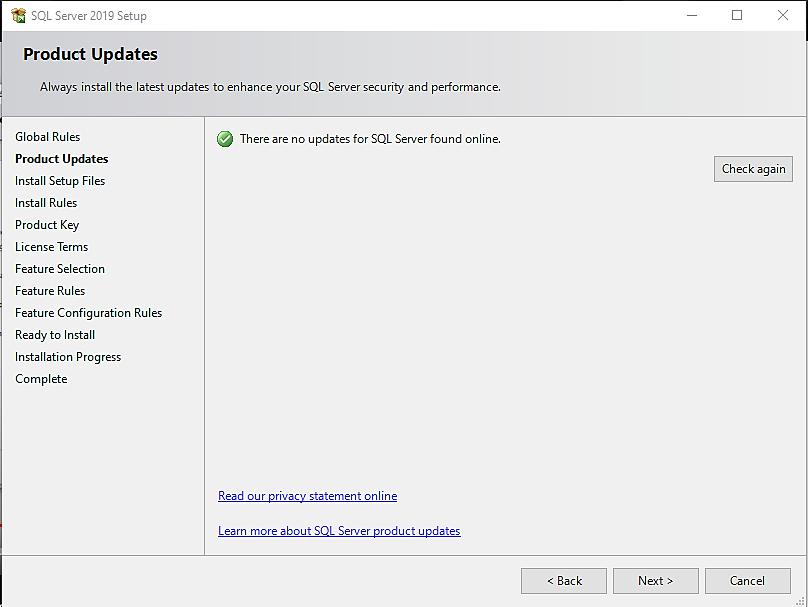 SQL Server 2019 Setup
Product Updates
Always install the latest updates to enhance your SQL Server security and performance.
Global Rules
Product Updates
Install Setup Files
Install Rules
Product Key
License Terms
Feature Selection
Feature Rules
Feature Configuration Rules
Ready to Install
Installation Progress
Complete
There are no updates for SQL Server found online.
Check again
Read our privacy statement online
Learn more about SQL Server product updates
< Back
Next >
Cancel